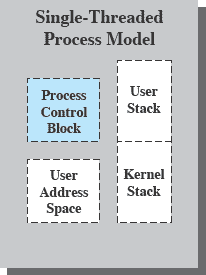 Single-Threaded
Process Model
Process
Control
Block
User
Stack
User
Address
Space
Kernel
Stack